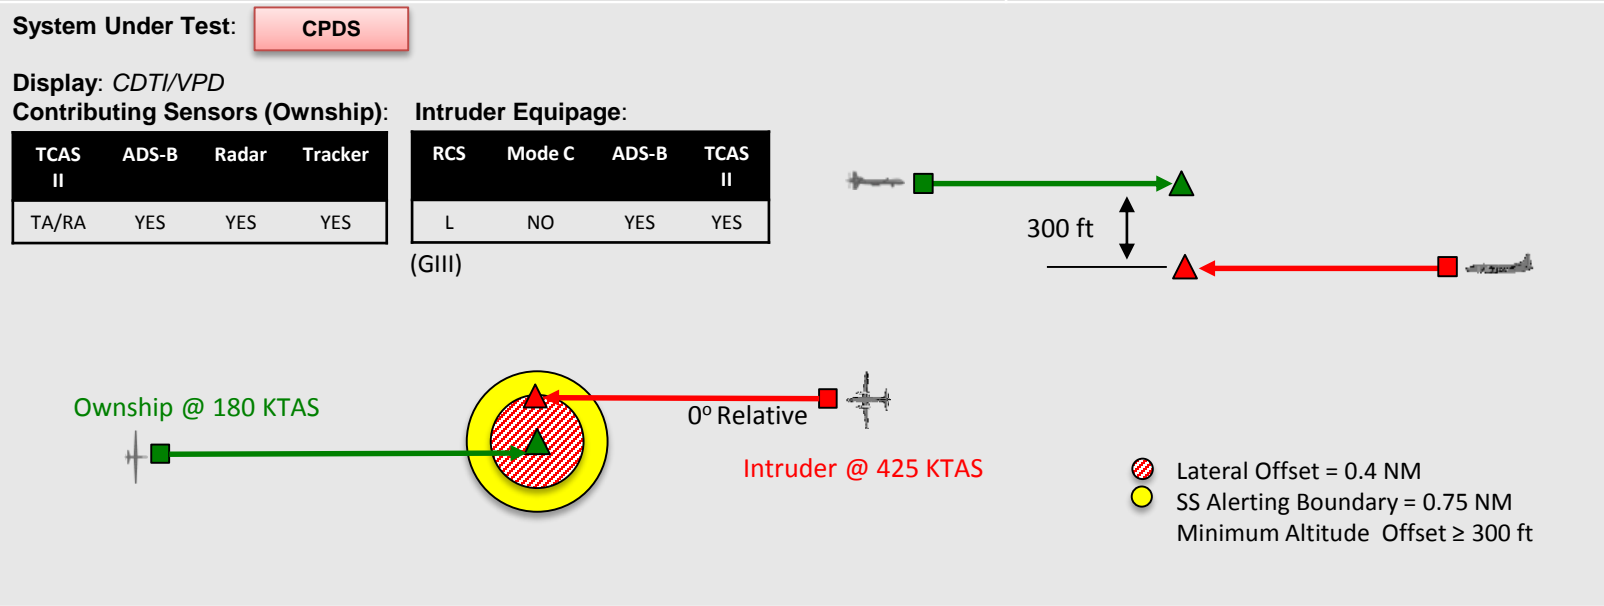 System Under Test:
CPDS
Display: CDTI/VPD
Contributing Sensors (Ownship):
Intruder Equipage:
TCAS II ADS-B Radar Tracker
TA/RA YES YES YES
RCS Mode C ADS-B TCAS II
L NO YES YES
(GIII)
300 ft
Ownship @ 180 KTAS
0º Relative
Intruder @ 425 KTAS
Lateral Offset = 0.4 NM
SS Alerting Boundary = 0.75 NM
Minimum Altitude Offset ≥ 300 ft